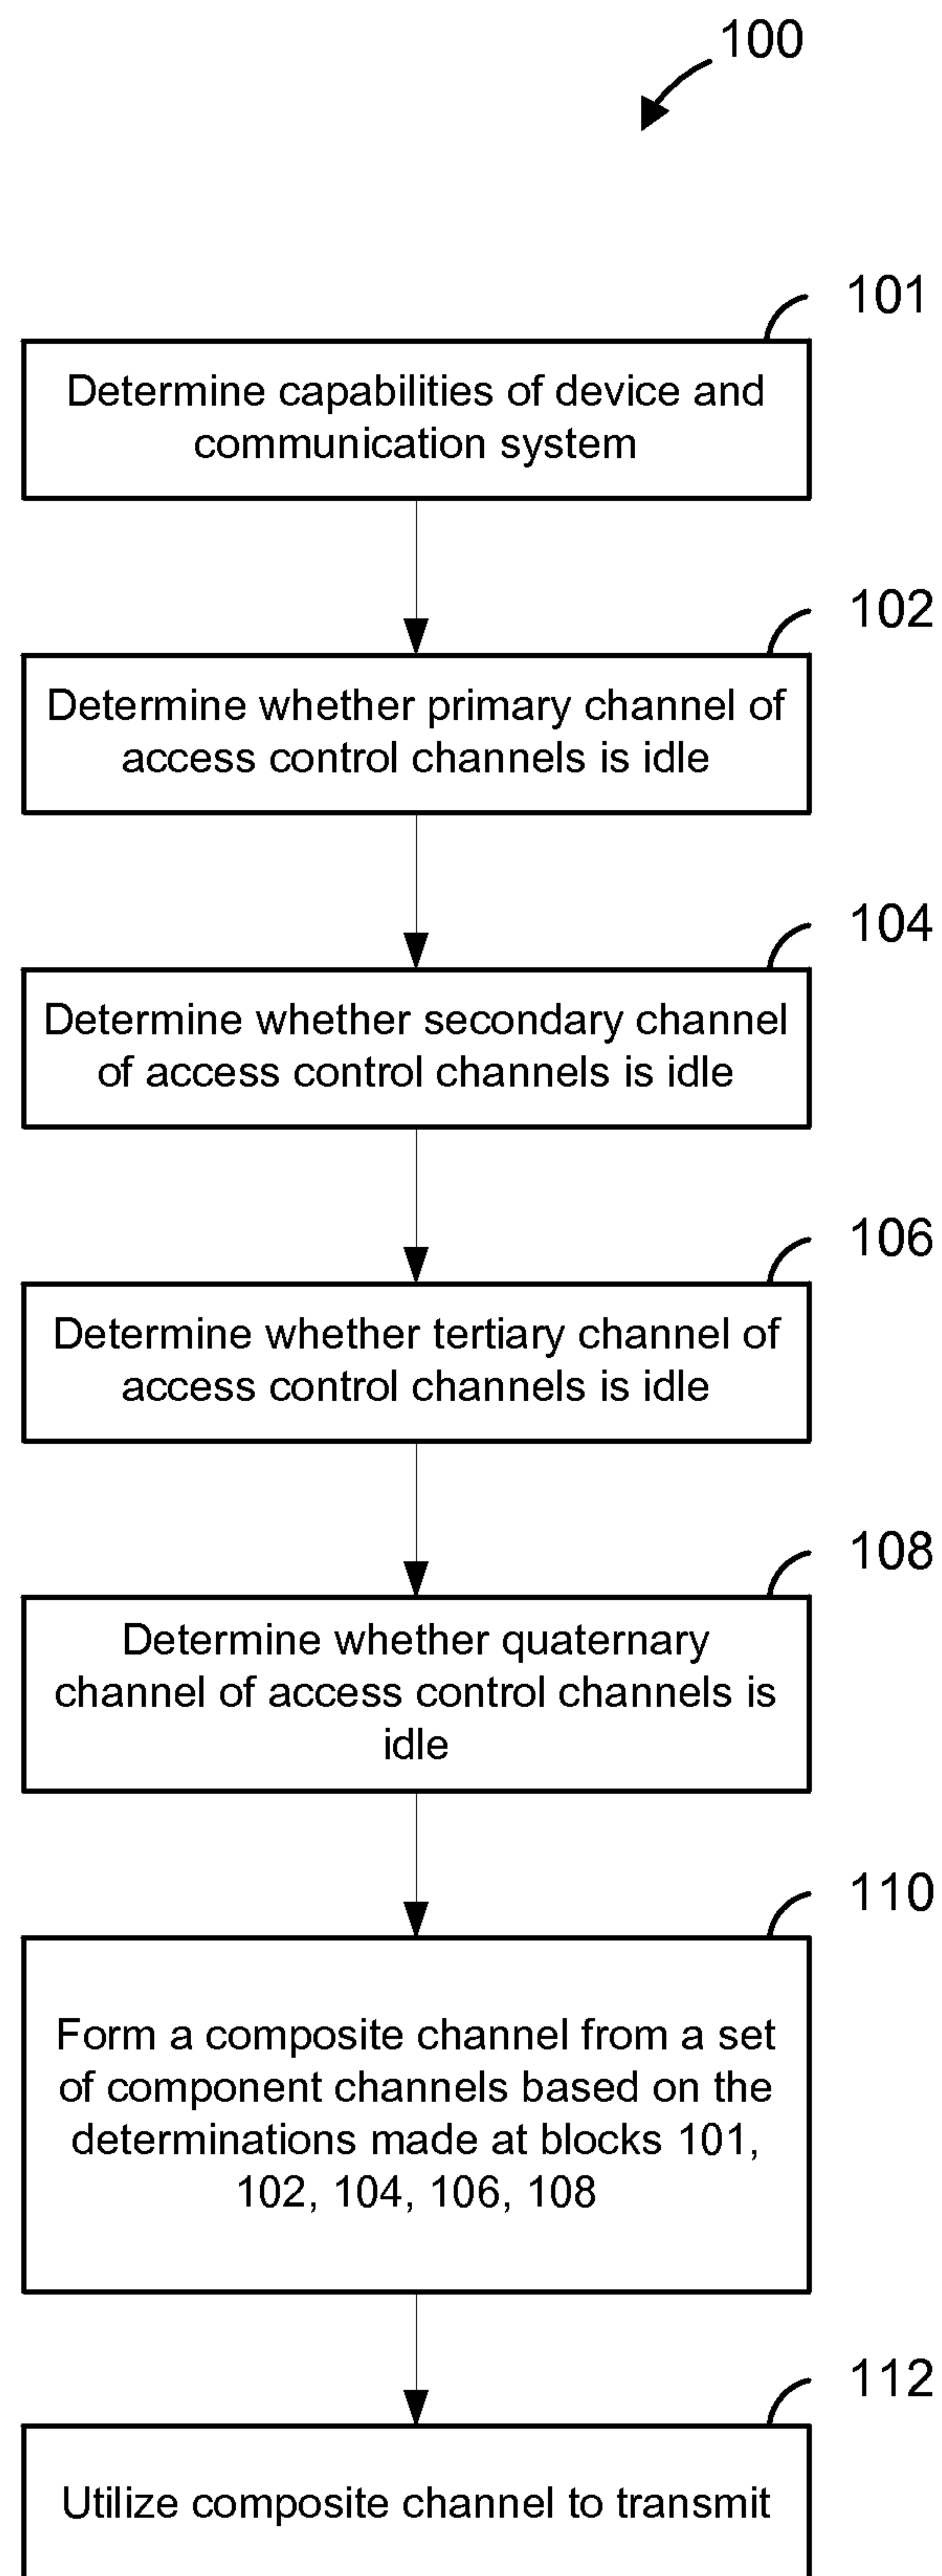 100
101
Determine capabilities of device and
communication system
102
Determine whether primary channel of
access control channels is idle
104
Determine whether secondary channel
of access control channels is idle
106
Determine whether tertiary channel of
access control channels is idle
108
Determine whether quaternary
channel of access control channels is
idle
110
Form a composite channel from a set
of component channels based on the
determinations made at blocks 101,
102, 104, 106, 108
112
Utilize composite channel to transmit